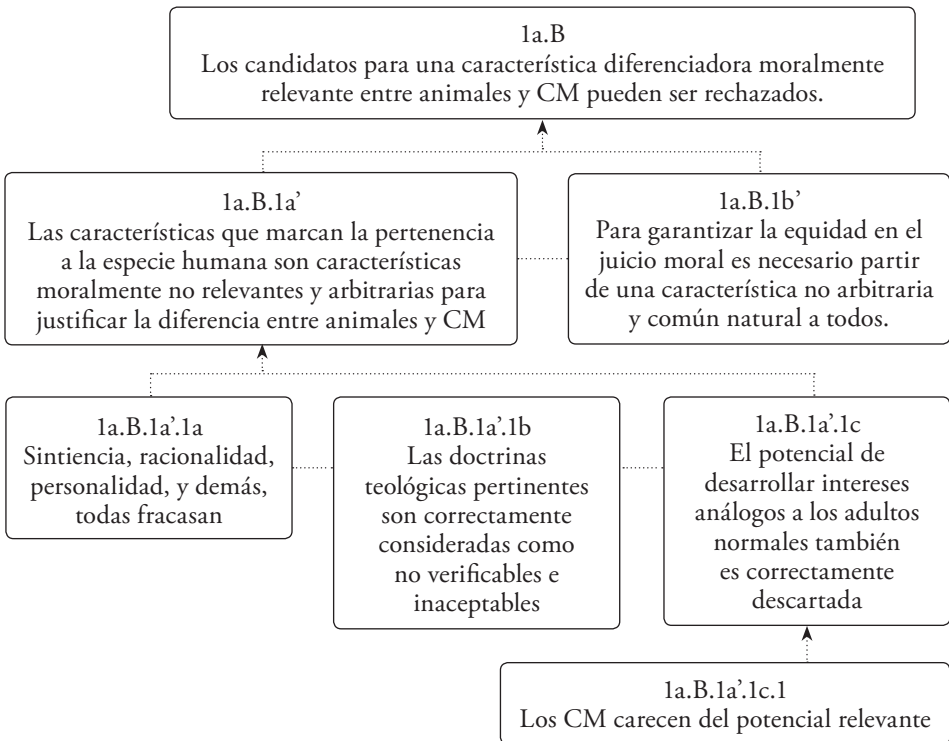 1a.B
Los candidatos para una característica diferenciadora moralmente
relevante entre animales y CM pueden ser rechazados.
1a.B.1a’
Las características que marcan la pertenencia
a la especie humana son características
moralmente no relevantes y arbitrarias para
justificar la diferencia entre animales y CM
1a.B.1b’
Para garantizar la equidad en el
juicio moral es necesario partir
de una característica no arbitraria
y común natural a todos.
1a.B.1a’.1a
Sintiencia, racionalidad,
personalidad, y demás,
todas fracasan
1a.B.1a’.1b
Las doctrinas
teológicas pertinentes
son correctamente
consideradas como
no verificables e
inaceptables
1a.B.1a’.1c
El potencial de
desarrollar intereses
análogos a los adultos
normales también
es correctamente
descartada
1a.B.1a’.1c.1
Los CM carecen del potencial relevante